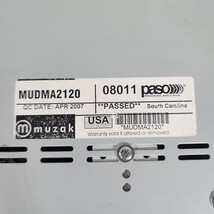 MUDMA2120
08011
paso
QC DATE: APR 2007
**PASSED**
South Carolina
muzak
USA
*MUDMA2120*
Warranty void if altered or removed.